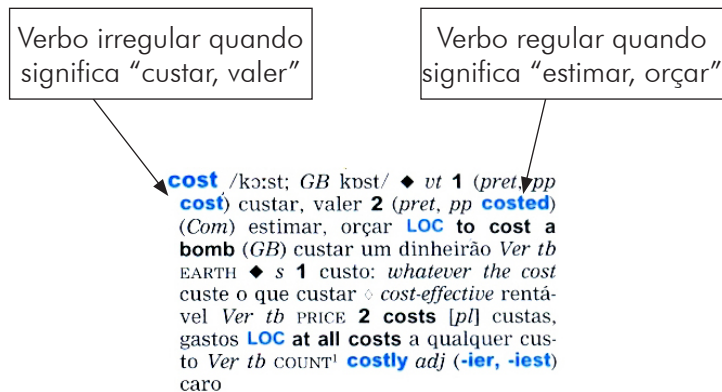 Verbo irregular quando
significa “custar, valer”
Verbo regular quando
significa “estimar, orçar”
cost /kɔːst; GB kɒst/ ◆ vt 1 (pret, pp
cost) custar, valer 2 (pret, pp costed)
(Com) estimar, orçar LOC to cost a
bomb (GB) custar um dinheirão Ver tb
EARTH ◆ s 1 custo: whatever the cost
custe o que custar ◊ cost-effective rentá-
vel Ver tb PRICE 2 costs [pl] custas,
gastos LOC at all costs a qualquer cus-
to Ver tb COUNT¹ costly adj (-ier, -iest)
caro